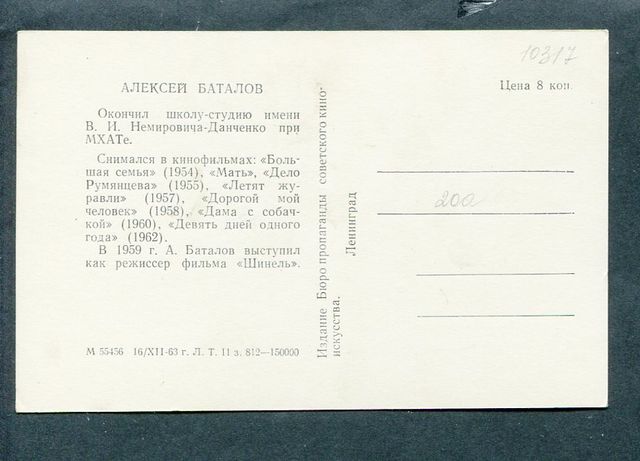 10317
АЛЕКСЕЙ БАТАЛОВ
Цена 8 коп.
Окончил школу-студию имени
В. И. Немировича-Данченко при
МХАТе.
Снимался в кинофильмах: «Боль-
шая семья» (1954), «Мать», «Дело
Румянцева» (1955), «Летят жу-
равли» (1957), «Дорогой мой
человек» (1958), «Дама с собач-
кой» (1960), «Девять дней одного
года» (1962).
В 1959 г. А. Баталов выступил
как режиссер фильма «Шинель».
М 55456 16/XII-63 г. Л. Т. 11 з. 812—150000
Издание Бюро пропаганды советского кино-
искусства.
Ленинград
200